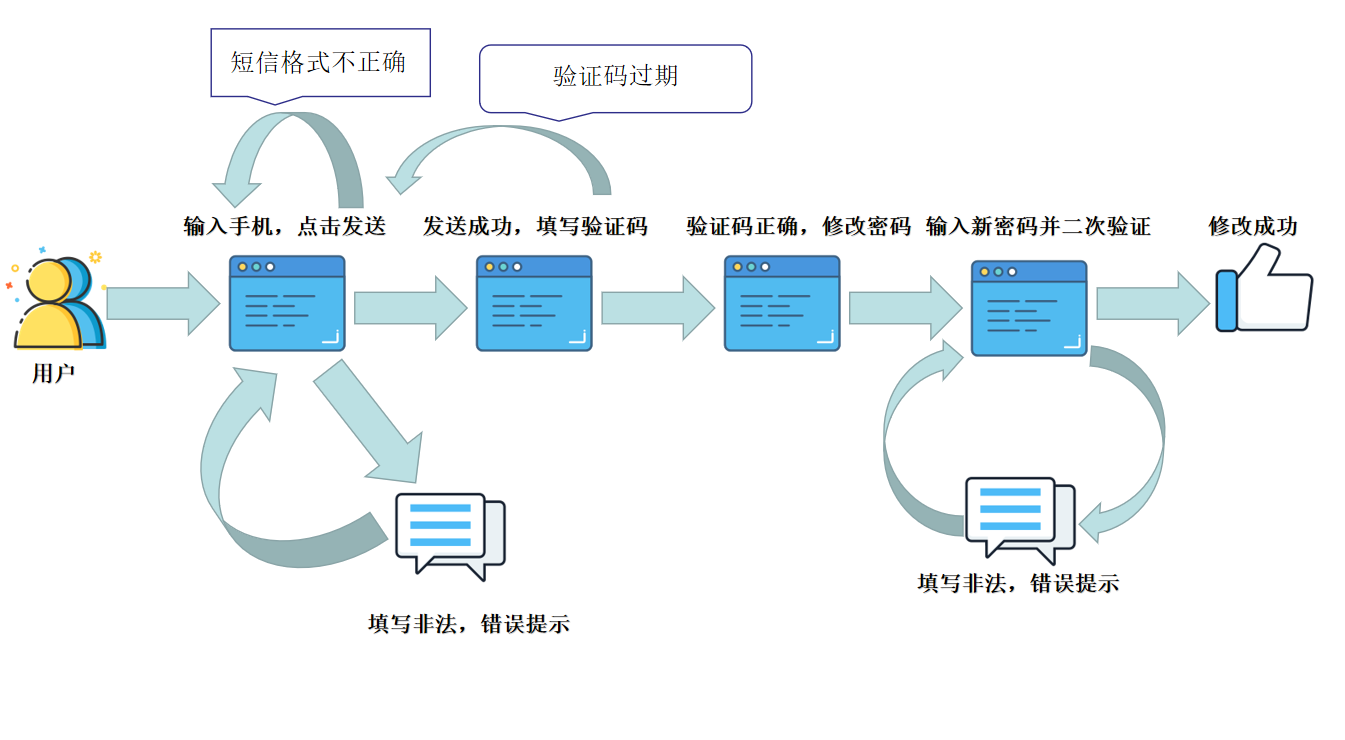 短信格式不正确
验证码过期
输入手机，点击发送
发送成功，填写验证码
验证码正确，修改密码
输入新密码并二次验证
修改成功
用户
填写非法，错误提示
填写非法，错误提示